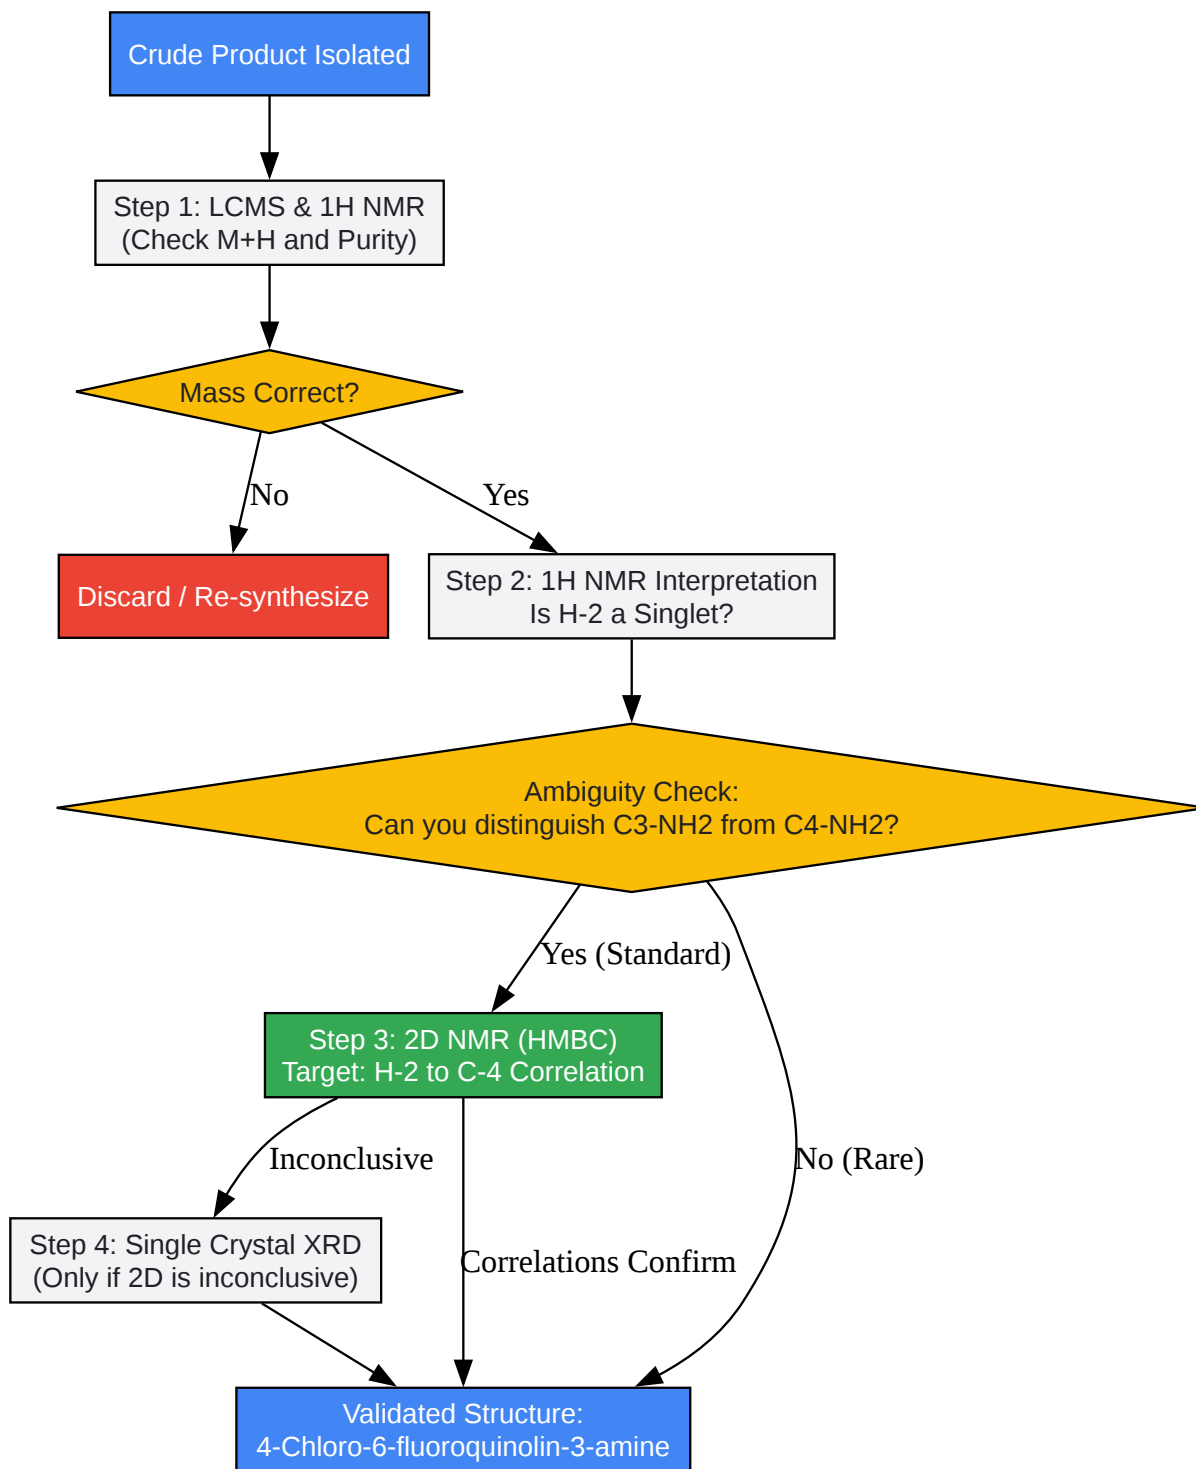 Crude Product Isolated
Step 1: LCMS & 1H NMR
(Check M+H and Purity)
Mass Correct?
No
Yes
Discard / Re-synthesize
Step 2: 1H NMR Interpretation
Is H-2 a Singlet?
Ambiguity Check:
Can you distinguish C3-NH2 from C4-NH2?
Yes (Standard)
Step 3: 2D NMR (HMBC)
Target: H-2 to C-4 Correlation
Inconclusive
No (Rare)
Step 4: Single Crystal XRD
(Only if 2D is inconclusive)
Correlations Confirm
Validated Structure:
4-Chloro-6-fluoroquinolin-3-amine